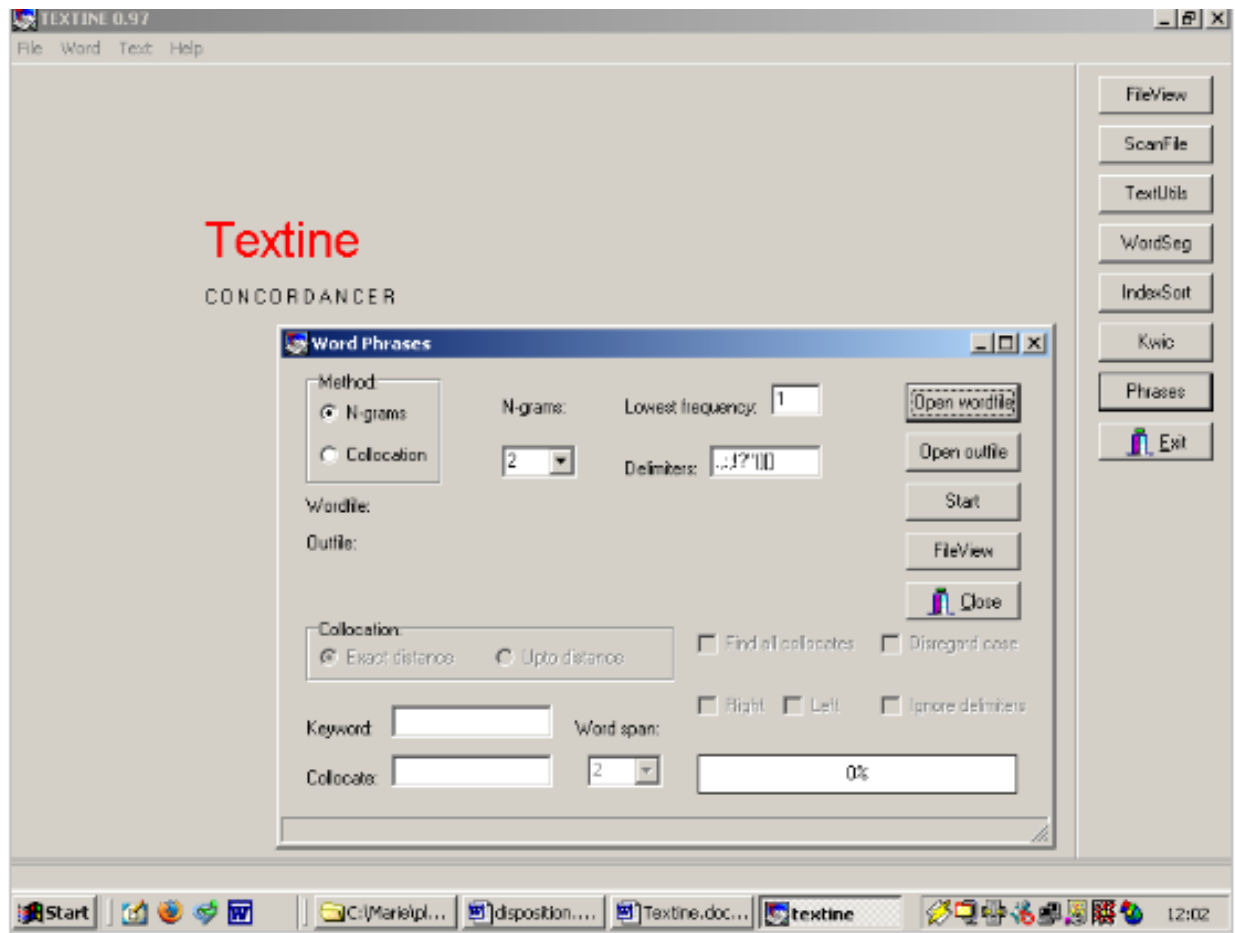 TEXTINE 0.97
File Word Text Help
FileView
ScanFile
TextUtils
WordSeg
IndexSort
Kwic
Phrases
Exit
Textine
CONCORDANCER
Word Phrases
Method
N-grams
Collocation
N-grams:
2
Lowest frequency: 1
Delimiters:
Open wordfile
Open outfile
Start
FileView
Close
Wordfile:
Outfile:
Collocation:
Exact distance Upto distance
Find all collocates Disregard case
Right Left Ignore delimiters
Keyword:
Collocate:
Word span:
2
0%
Start C:\Marie\pl... disposition.... Textine.doc... textine 12:02